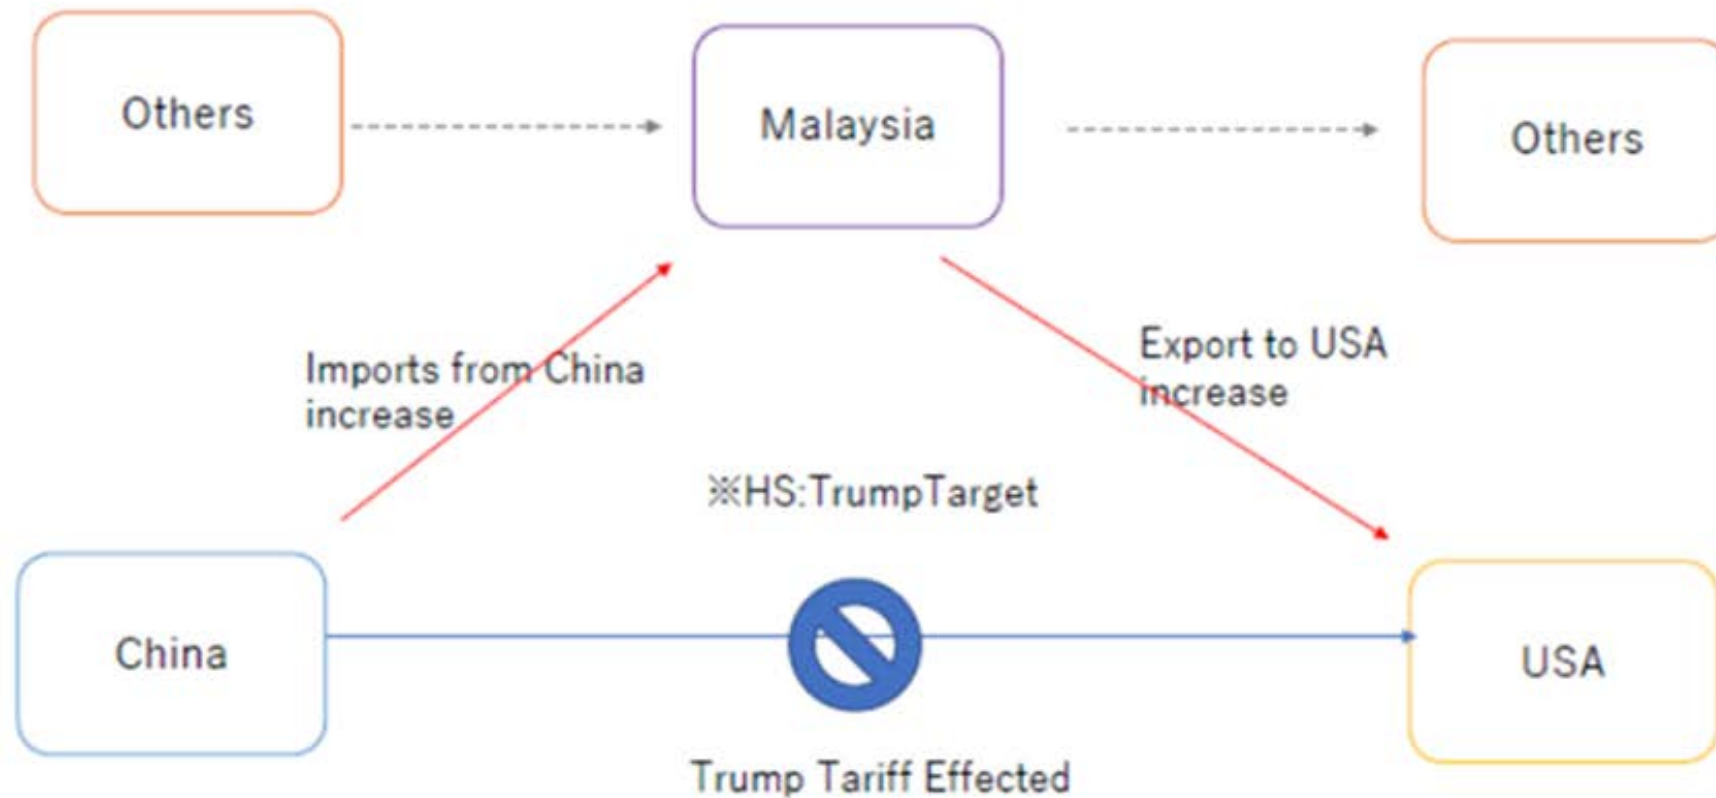 Others
Malaysia
Others
Imports from China
increase
Export to USA
increase
※HS:TrumpTarget
China
USA
Trump Tariff Effected